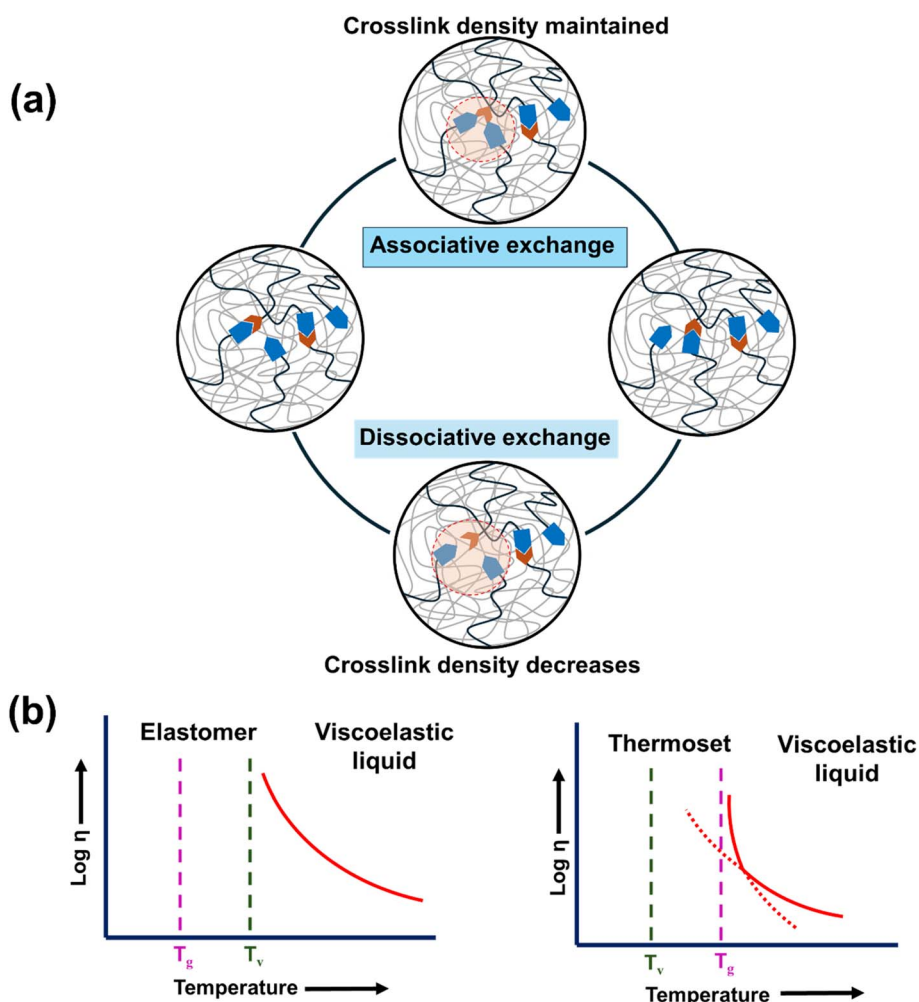 Crosslink density maintained
(a)
Associative exchange
Dissociative exchange
Crosslink density decreases
(b)
Elastomer
Viscoelastic
liquid
Log η
Tg
Tv
Temperature
Thermoset
Viscoelastic
liquid
Log η
Tv
Tg
Temperature